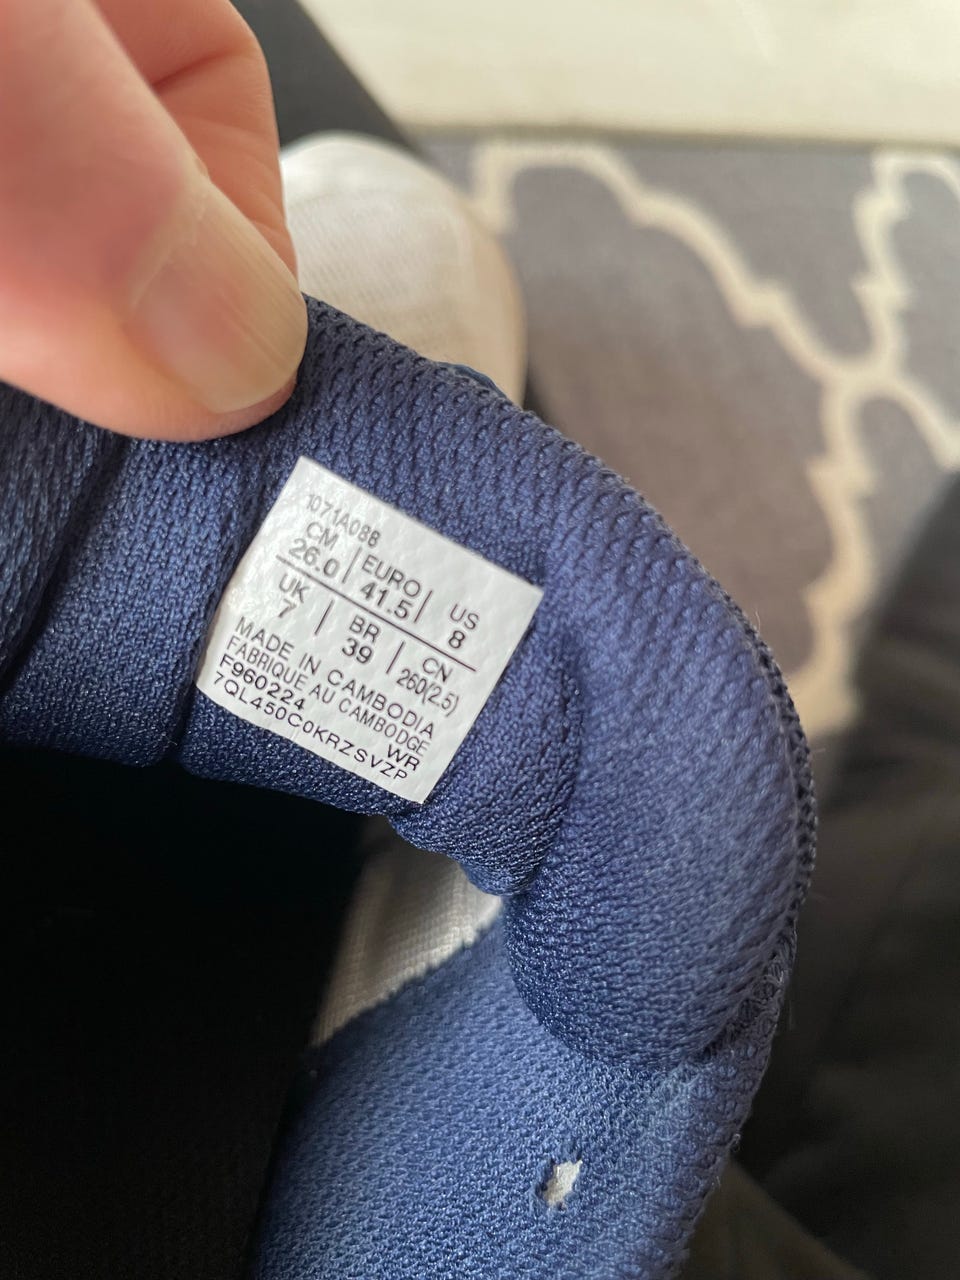 1071A088
CM | EURO | US
26.0 | 41.5 | 8
UK | BR | CN
7 | 39 | 260(2.5)
MADE IN CAMBODIA
FABRIQUE AU CAMBODGE
F960224 WR
7QL450C0KRZSVZP